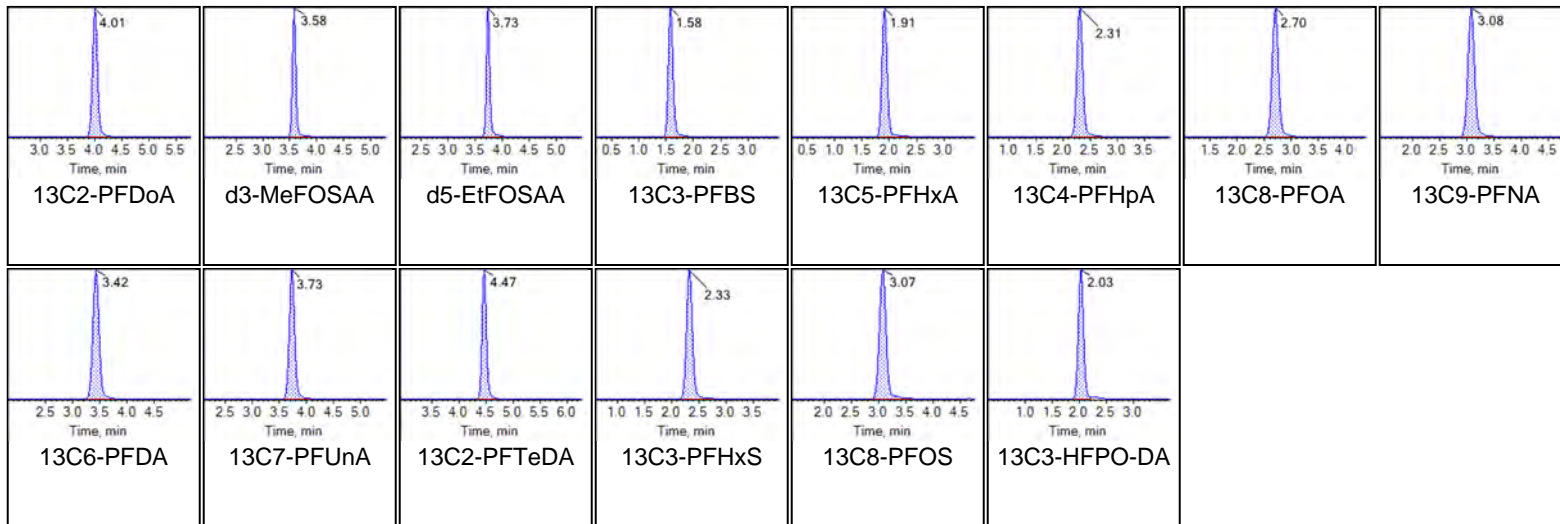 4.01
3.58
3.73
1.58
1.91
2.31
2.70
3.08
3.0 3.5 4.0 4.5 5.0 5.5
2.5 3.0 3.5 4.0 4.5 5.0
2.5 3.0 3.5 4.0 4.5 5.0
0.5 1.0 1.5 2.0 2.5 3.0
0.5 1.0 1.5 2.0 2.5 3.0
1.0 1.5 2.0 2.5 3.0 3.5
1.5 2.0 2.5 3.0 3.5 4.0
2.0 2.5 3.0 3.5 4.0 4.5
Time, min Time, min Time, min Time, min Time, min Time, min Time, min Time, min
13C2-PFDoA d3-MeFOSAA d5-EtFOSAA 13C3-PFBS 13C5-PFHxA 13C4-PFHpA 13C8-PFOA 13C9-PFNA
3.42
3.73
4.47
2.33
3.07
2.03
2.5 3.0 3.5 4.0 4.5
2.5 3.0 3.5 4.0 4.5 5.0
3.5 4.0 4.5 5.0 5.5 6.0
1.0 1.5 2.0 2.5 3.0 3.5
2.0 2.5 3.0 3.5 4.0 4.5
1.0 1.5 2.0 2.5 3.0
Time, min Time, min Time, min Time, min Time, min Time, min
13C6-PFDA 13C7-PFUnA 13C2-PFTeDA 13C3-PFHxS 13C8-PFOS 13C3-HFPO-DA